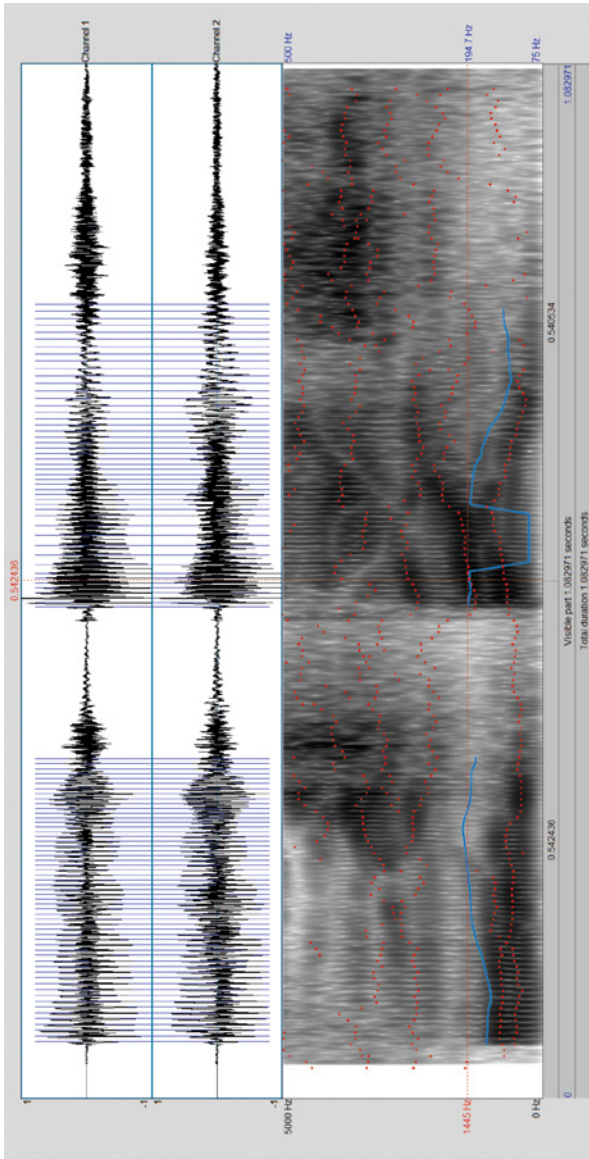 0.542436
1
Channel 1
-1
1
Channel 2
-1
5000 Hz 500 Hz
1445 Hz 194.7 Hz
0 Hz 75 Hz
0.542436 0.540534
0 Visible part 1.082971 seconds 1.082971
Total duration 1.082971 seconds